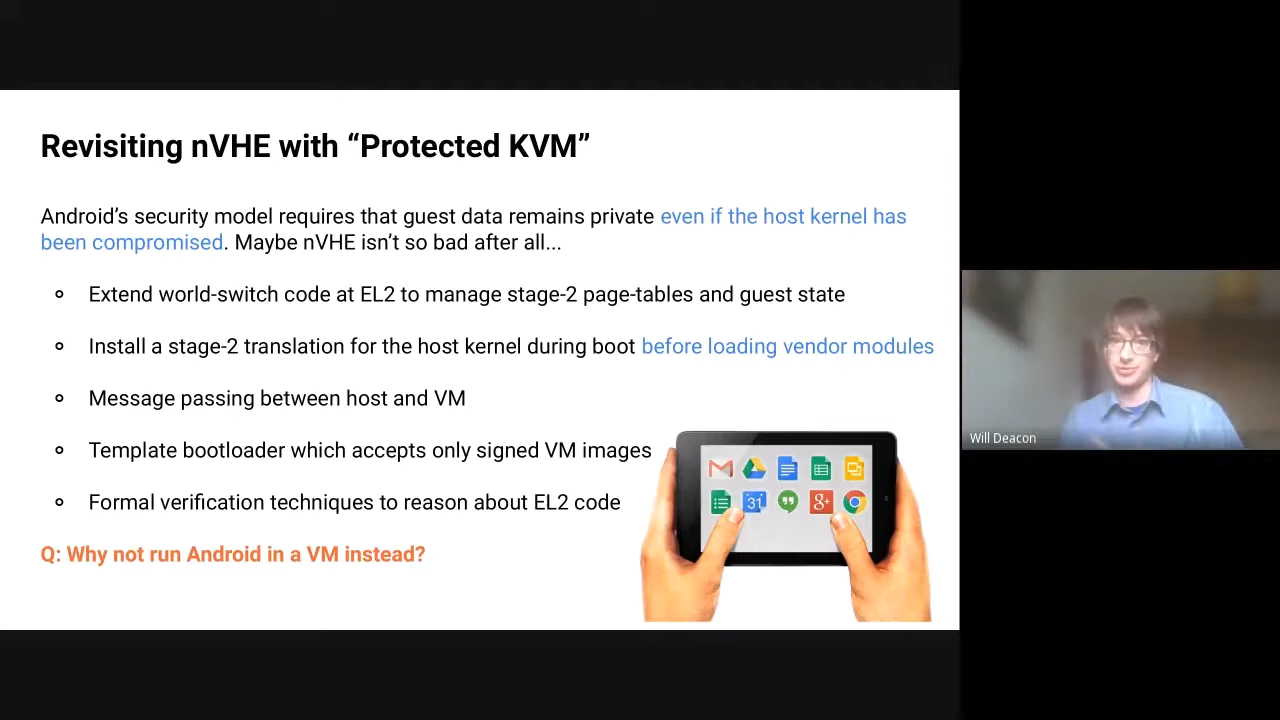 Revisiting nVHE with “Protected KVM”
Android’s security model requires that guest data remains private even if the host kernel has
been compromised. Maybe nVHE isn’t so bad after all...
Extend world-switch code at EL2 to manage stage-2 page-tables and guest state
Install a stage-2 translation for the host kernel during boot before loading vendor modules
Message passing between host and VM
Template bootloader which accepts only signed VM images
Formal verification techniques to reason about EL2 code
Q: Why not run Android in a VM instead?
31
g+
Will Deacon